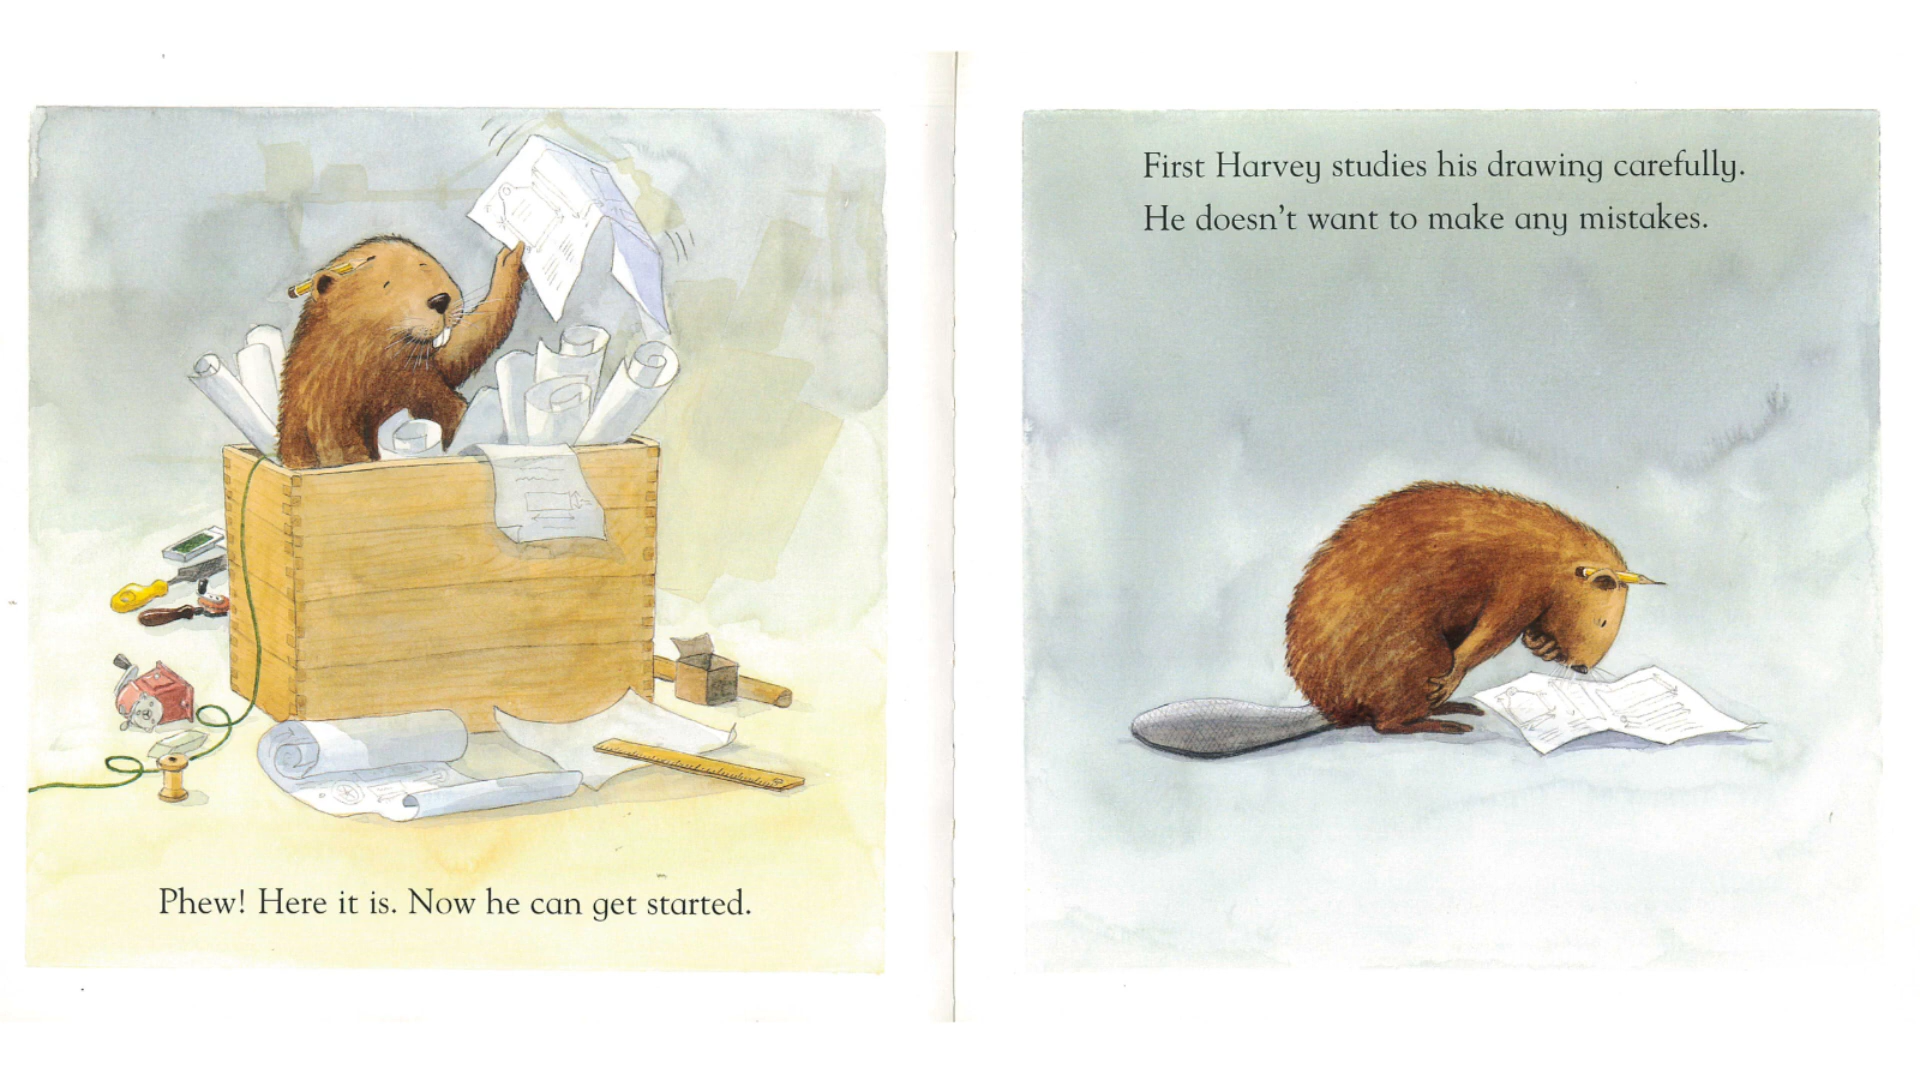 Phew! Here it is. Now he can get started.
First Harvey studies his drawing carefully.
He doesn't want to make any mistakes.